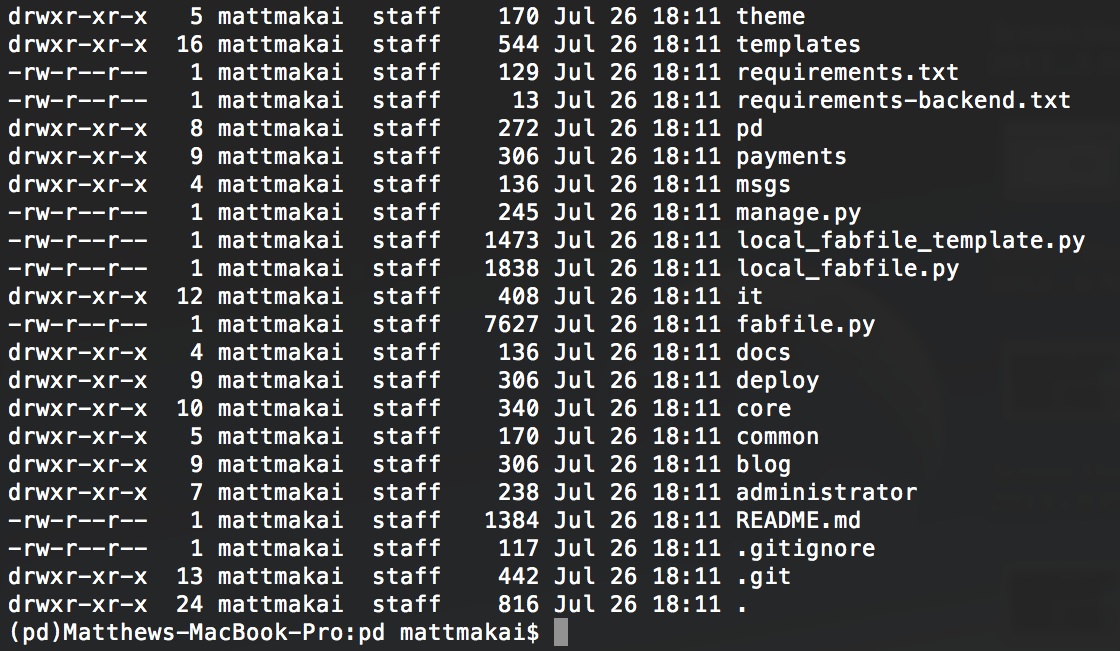 drwxr-xr-x   5 mattmakai  staff    170 Jul 26 18:11 theme
drwxr-xr-x  16 mattmakai  staff    544 Jul 26 18:11 templates
-rw-r--r--   1 mattmakai  staff    129 Jul 26 18:11 requirements.txt
-rw-r--r--   1 mattmakai  staff     13 Jul 26 18:11 requirements-backend.txt
drwxr-xr-x   8 mattmakai  staff    272 Jul 26 18:11 pd
drwxr-xr-x   9 mattmakai  staff    306 Jul 26 18:11 payments
drwxr-xr-x   4 mattmakai  staff    136 Jul 26 18:11 msgs
-rw-r--r--   1 mattmakai  staff    245 Jul 26 18:11 manage.py
-rw-r--r--   1 mattmakai  staff   1473 Jul 26 18:11 local_fabfile_template.py
-rw-r--r--   1 mattmakai  staff   1838 Jul 26 18:11 local_fabfile.py
drwxr-xr-x  12 mattmakai  staff    408 Jul 26 18:11 it
-rw-r--r--   1 mattmakai  staff   7627 Jul 26 18:11 fabfile.py
drwxr-xr-x   4 mattmakai  staff    136 Jul 26 18:11 docs
drwxr-xr-x   9 mattmakai  staff    306 Jul 26 18:11 deploy
drwxr-xr-x  10 mattmakai  staff    340 Jul 26 18:11 core
drwxr-xr-x   5 mattmakai  staff    170 Jul 26 18:11 common
drwxr-xr-x   9 mattmakai  staff    306 Jul 26 18:11 blog
drwxr-xr-x   7 mattmakai  staff    238 Jul 26 18:11 administrator
-rw-r--r--   1 mattmakai  staff   1384 Jul 26 18:11 README.md
-rw-r--r--   1 mattmakai  staff    117 Jul 26 18:11 .gitignore
drwxr-xr-x  13 mattmakai  staff    442 Jul 26 18:11 .git
drwxr-xr-x  24 mattmakai  staff    816 Jul 26 18:11 .
(pd)Matthews-MacBook-Pro:pd mattmakai$